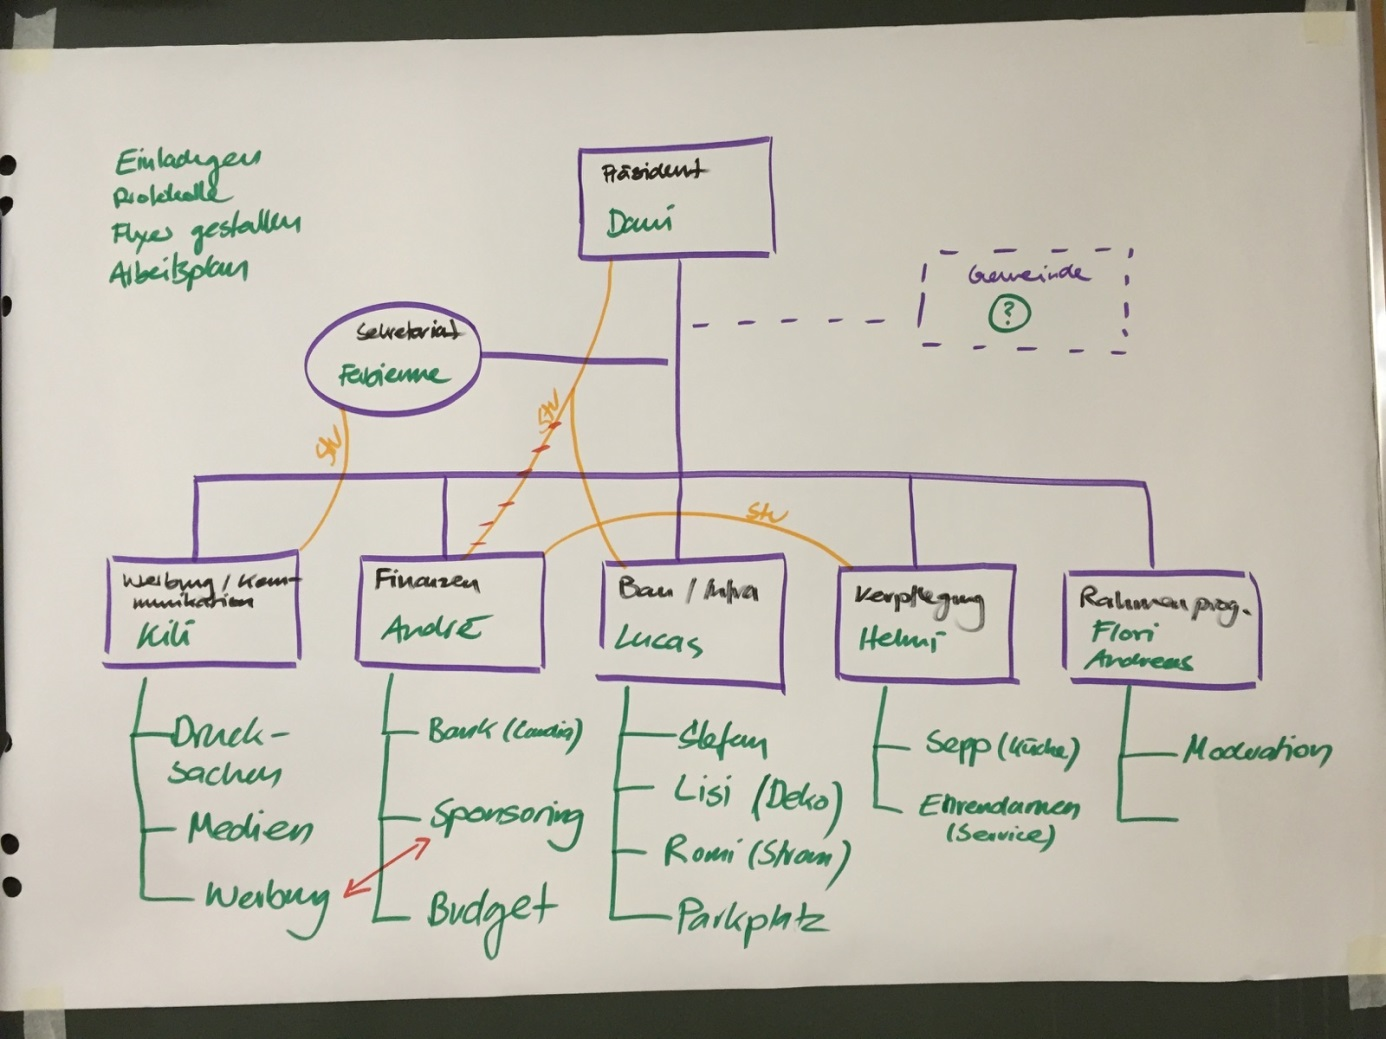 Einladungen
Protokolle
Flyer gestalten
Arbeitsplan
Präsident
Dani
Gemeinde
?
Sekretariat
Fabienne
Stv
Stv
Stv
Werbung / Kom-
munikation
Kili
Finanzen
André
Bau / Infra
Lucas
Verpflegung
Helmi
Rahmenprog.
Flori
Andreas
Druck-
sachen
Medien
Werbung
Bank (Claudia)
Sponsoring
Budget
Stefan
Lisi (Deko)
Romi (Strom)
Parkplatz
Sepp (Küche)
Ehrendamen
(Service)
Moderation